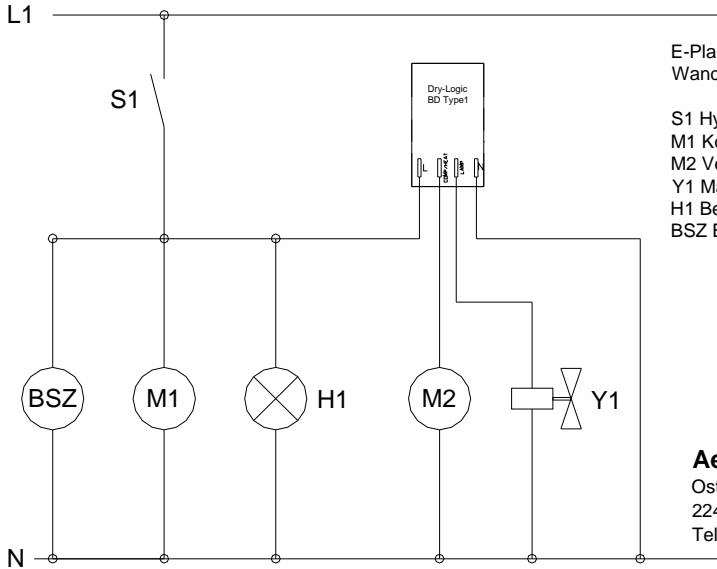 L1
E-Pla
Wand
Dry-Logic
BD Type1
S1
S1 Hy
M1 Ko
M2 Ve
Y1 Ma
H1 Be
BSZ B
L
COMP/HEAT
LAMP
N
BSZ
M1
H1
M2
Y1
Ae
Ost
224
Tel
N